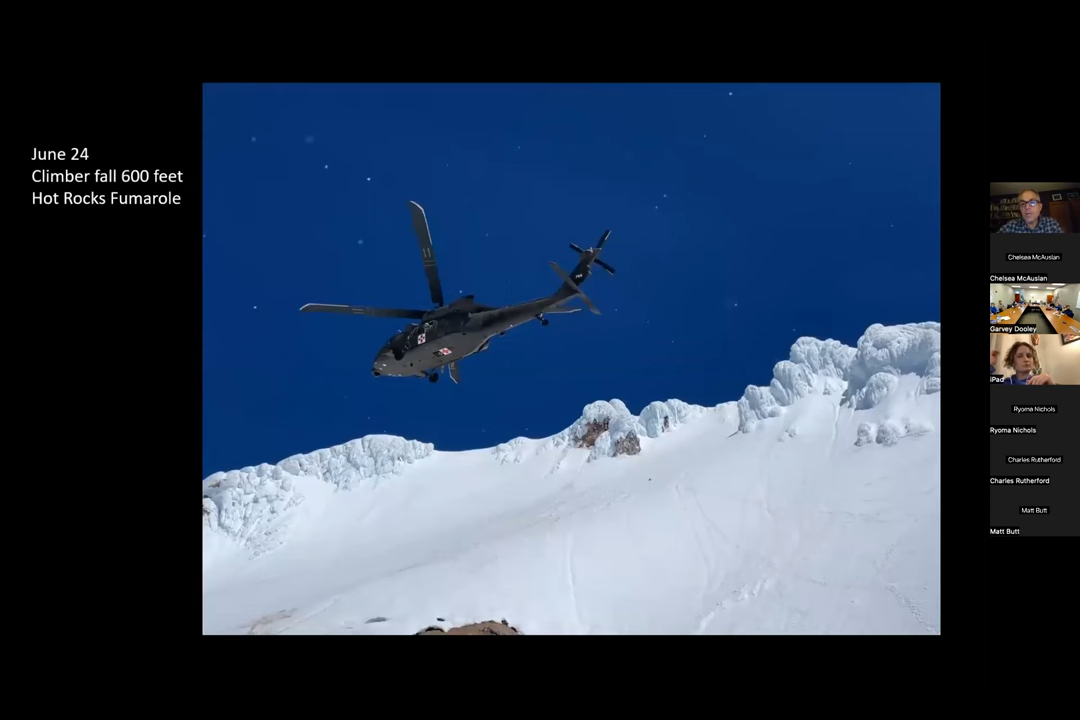 June 24
Climber fall 600 feet
Hot Rocks Fumarole
Chelsea McAuslan
Chelsea McAuslan
Garvey Dooley
iPad
Ryoma Nichols
Ryoma Nichols
Charles Rutherford
Charles Rutherford
Matt Butt
Matt Butt